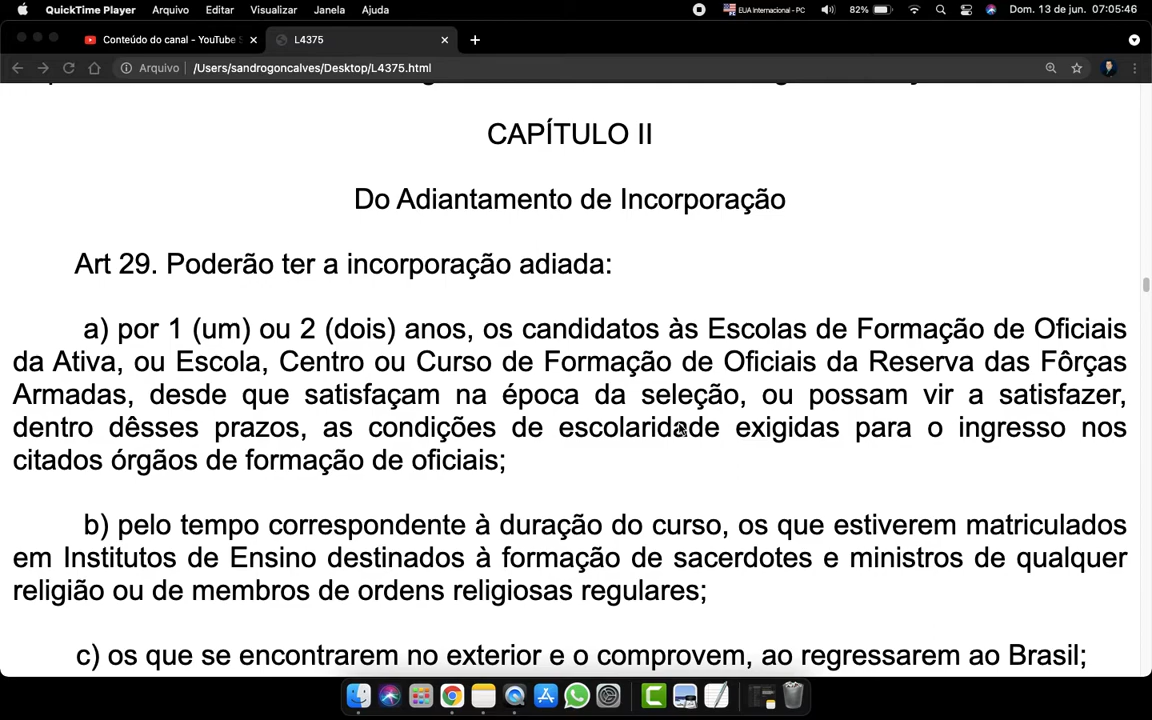 QuickTime Player Arquivo Editar Visualizar Janela Ajuda EUA Internacional - PC 82% Dom. 13 de jun. 07:05:46
Conteúdo do canal - YouTube L4375
Arquivo /Users/sandrogoncalves/Desktop/L4375.html
CAPÍTULO II
Do Adiantamento de Incorporação
Art 29. Poderão ter a incorporação adiada:
a) por 1 (um) ou 2 (dois) anos, os candidatos às Escolas de Formação de Oficiais
da Ativa, ou Escola, Centro ou Curso de Formação de Oficiais da Reserva das Fôrças
Armadas, desde que satisfaçam na época da seleção, ou possam vir a satisfazer,
dentro dêsses prazos, as condições de escolaridade exigidas para o ingresso nos
citados órgãos de formação de oficiais;
b) pelo tempo correspondente à duração do curso, os que estiverem matriculados
em Institutos de Ensino destinados à formação de sacerdotes e ministros de qualquer
religião ou de membros de ordens religiosas regulares;
c) os que se encontrarem no exterior e o comprovem, ao regressarem ao Brasil;